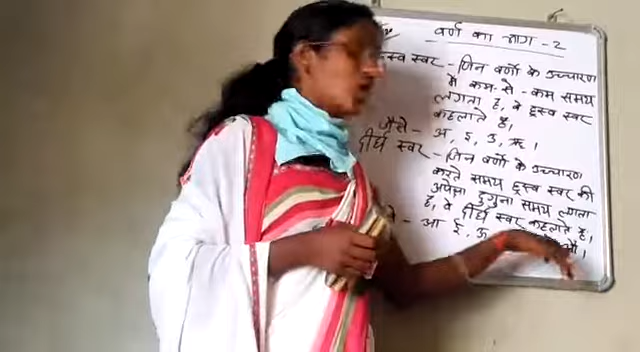 वर्ण का भाग - 2
ह्रस्व स्वर - जिन वर्णो के उच्चारण
में कम-से-कम समय
लगता है, वे ह्रस्व स्वर
कहलाते हैं।
जैसे- अ, इ, उ, ऋ।
दीर्घ स्वर - जिन वर्णो के उच्चारण
करते समय ह्रस्व स्वर की
अपेक्षा दुगुना समय लगता
है, वे दीर्घ स्वर कहलाते है।
- आ ई, ऊ